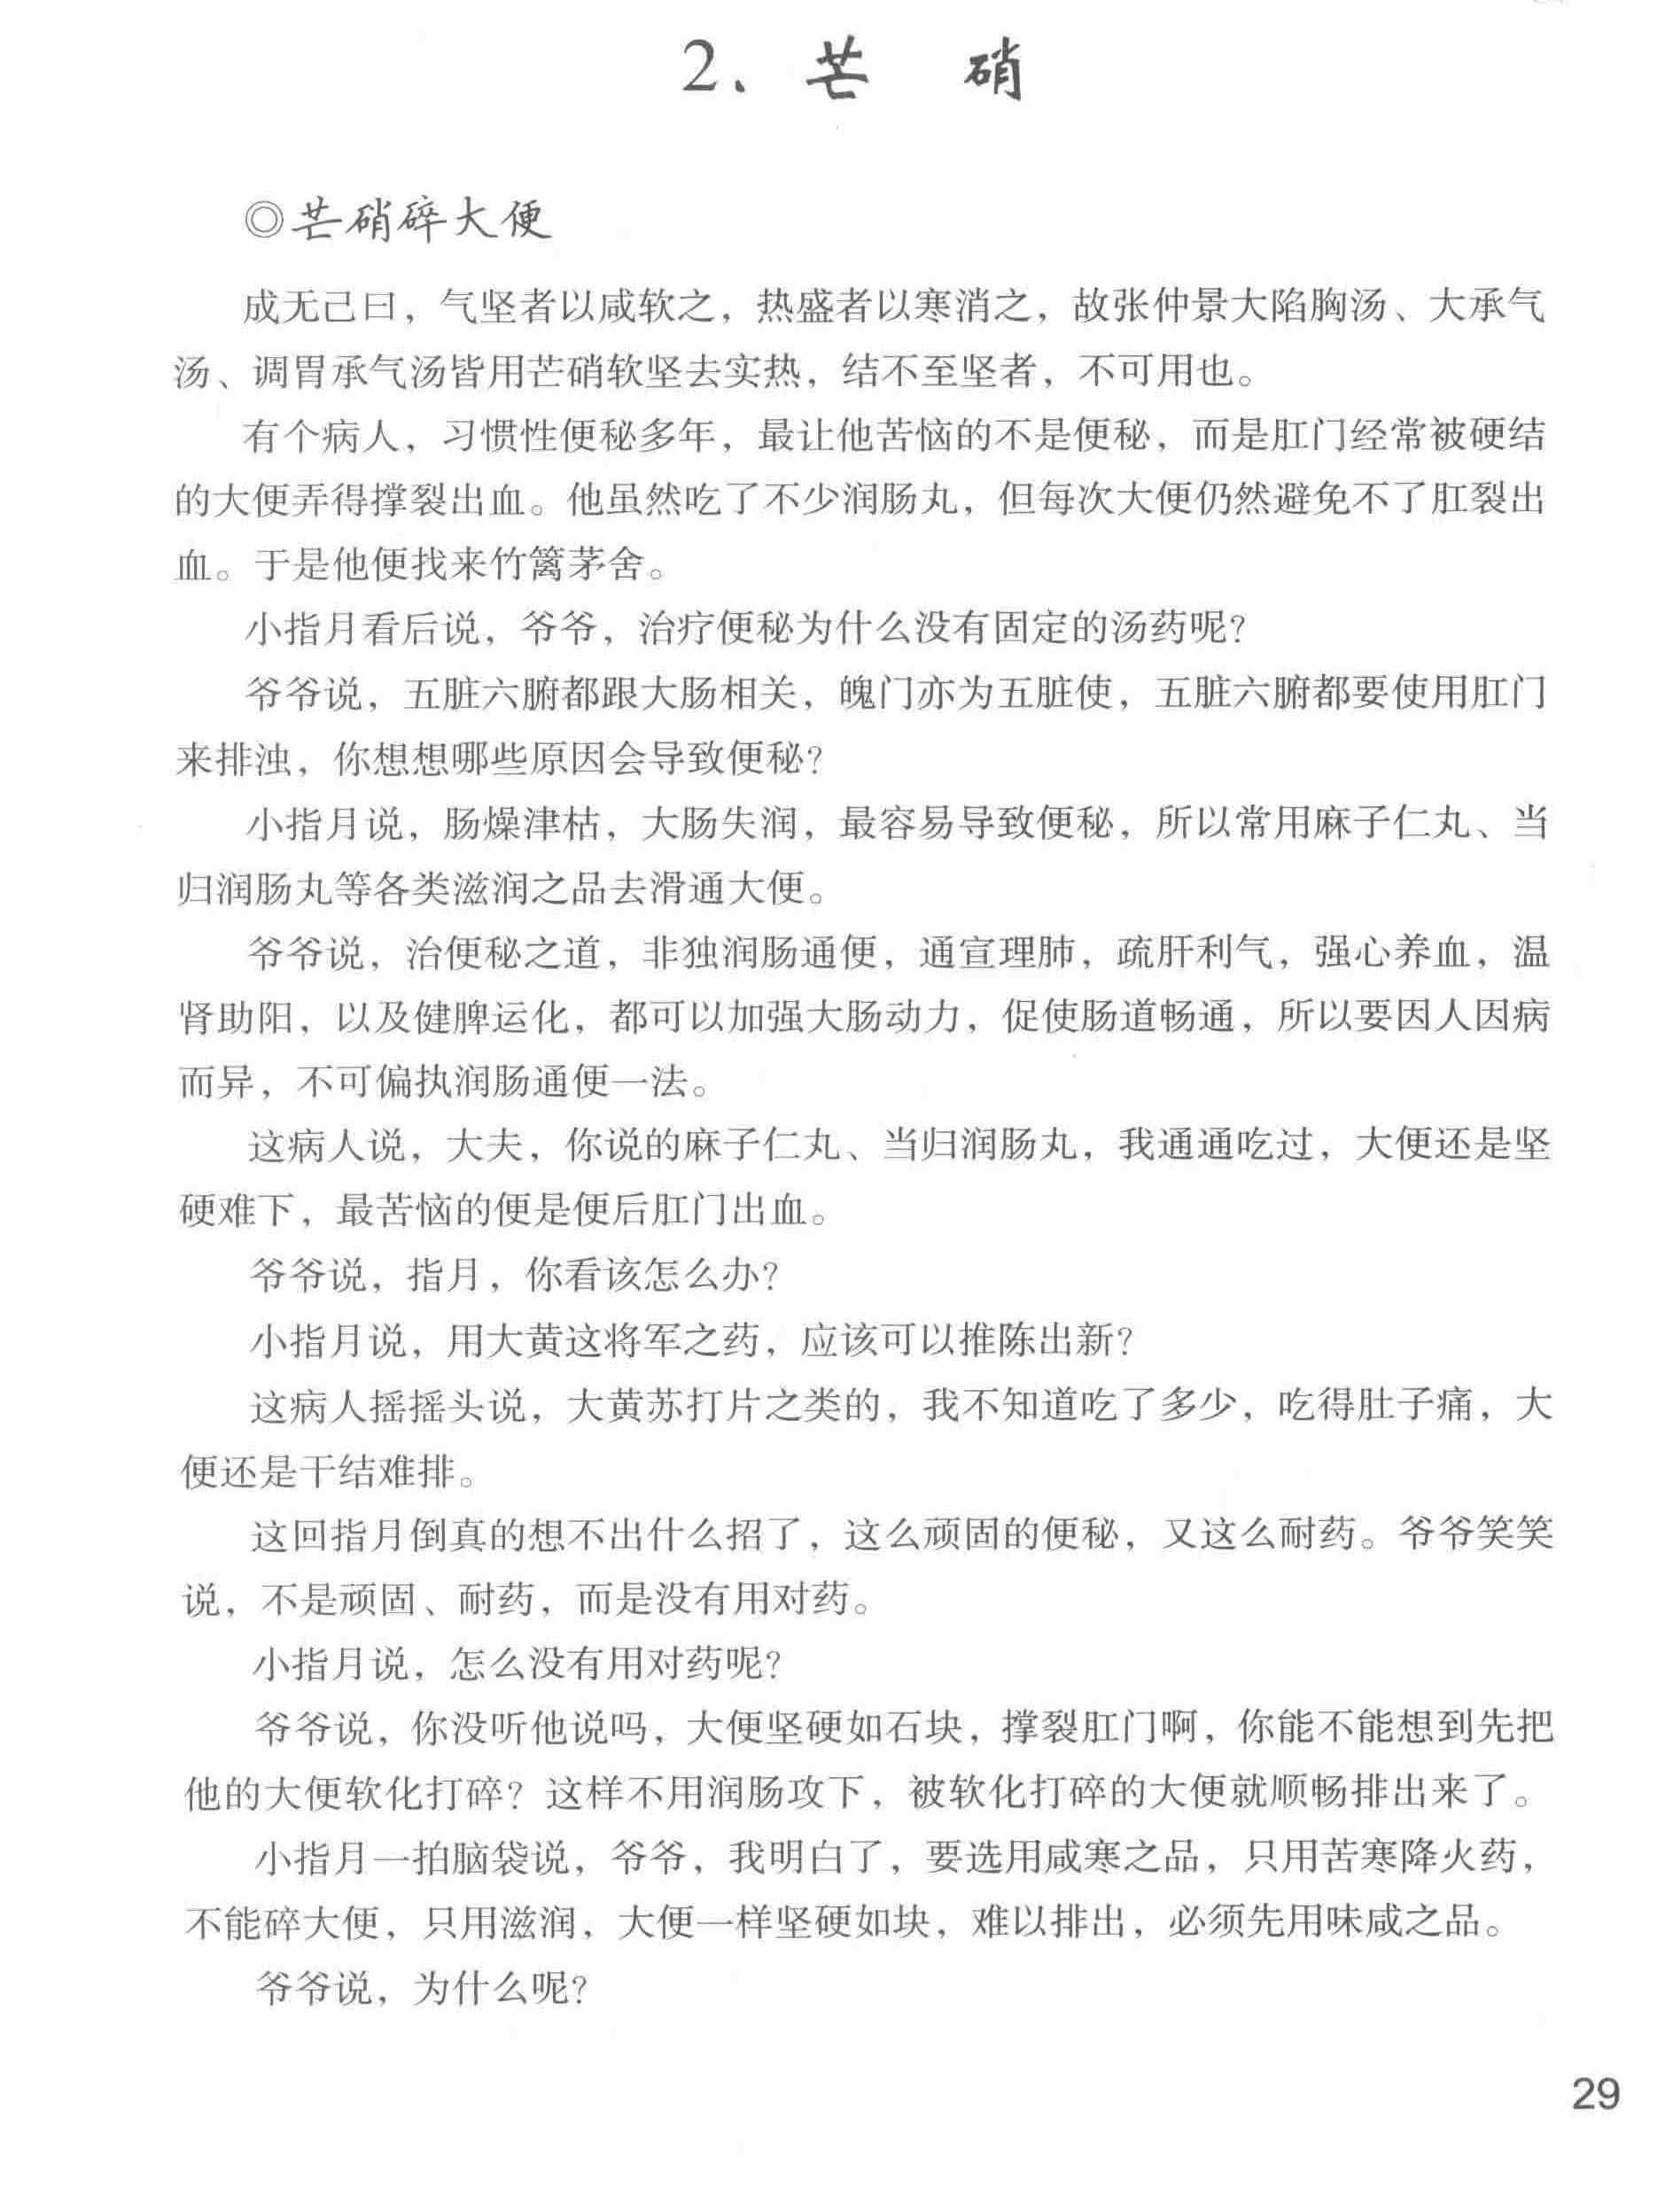 2．芒　硝
◎芒硝碎大便
成无己曰，气坚者以咸软之，热盛者以寒消之，故张仲景大陷胸汤、大承气
汤、调胃承气汤皆用芒硝软坚去实热，结不至坚者，不可用也。
有个病人，习惯性便秘多年，最让他苦恼的不是便秘，而是肛门经常被硬结
的大便弄得撑裂出血。他虽然吃了不少润肠丸，但每次大便仍然避免不了肛裂出
血。于是他便找来竹篱茅舍。
小指月看后说，爷爷，治疗便秘为什么没有固定的汤药呢？
爷爷说，五脏六腑都跟大肠相关，魄门亦为五脏使，五脏六腑都要使用肛门
来排浊，你想想哪些原因会导致便秘？
小指月说，肠燥津枯，大肠失润，最容易导致便秘，所以常用麻子仁丸、当
归润肠丸等各类滋润之品去滑通大便。
爷爷说，治便秘之道，非独润肠通便，通宣理肺，疏肝利气，强心养血，温
肾助阳，以及健脾运化，都可以加强大肠动力，促使肠道畅通，所以要因人因病
而异，不可偏执润肠通便一法。
这病人说，大夫，你说的麻子仁丸、当归润肠丸，我通通吃过，大便还是坚
硬难下，最苦恼的便是便后肛门出血。
爷爷说，指月，你看该怎么办？
小指月说，用大黄这将军之药，应该可以推陈出新？
这病人摇摇头说，大黄苏打片之类的，我不知道吃了多少，吃得肚子痛，大
便还是干结难排。
这回指月倒真的想不出什么招了，这么顽固的便秘，又这么耐药。爷爷笑笑
说，不是顽固、耐药，而是没有用对药。
小指月说，怎么没有用对药呢？
爷爷说，你没听他说吗，大便坚硬如石块，撑裂肛门啊，你能不能想到先把
他的大便软化打碎？这样不用润肠攻下，被软化打碎的大便就顺畅排出来了。
小指月一拍脑袋说，爷爷，我明白了，要选用咸寒之品，只用苦寒降火药，
不能碎大便，只用滋润，大便一样坚硬如块，难以排出，必须先用味咸之品。
爷爷说，为什么呢？
29